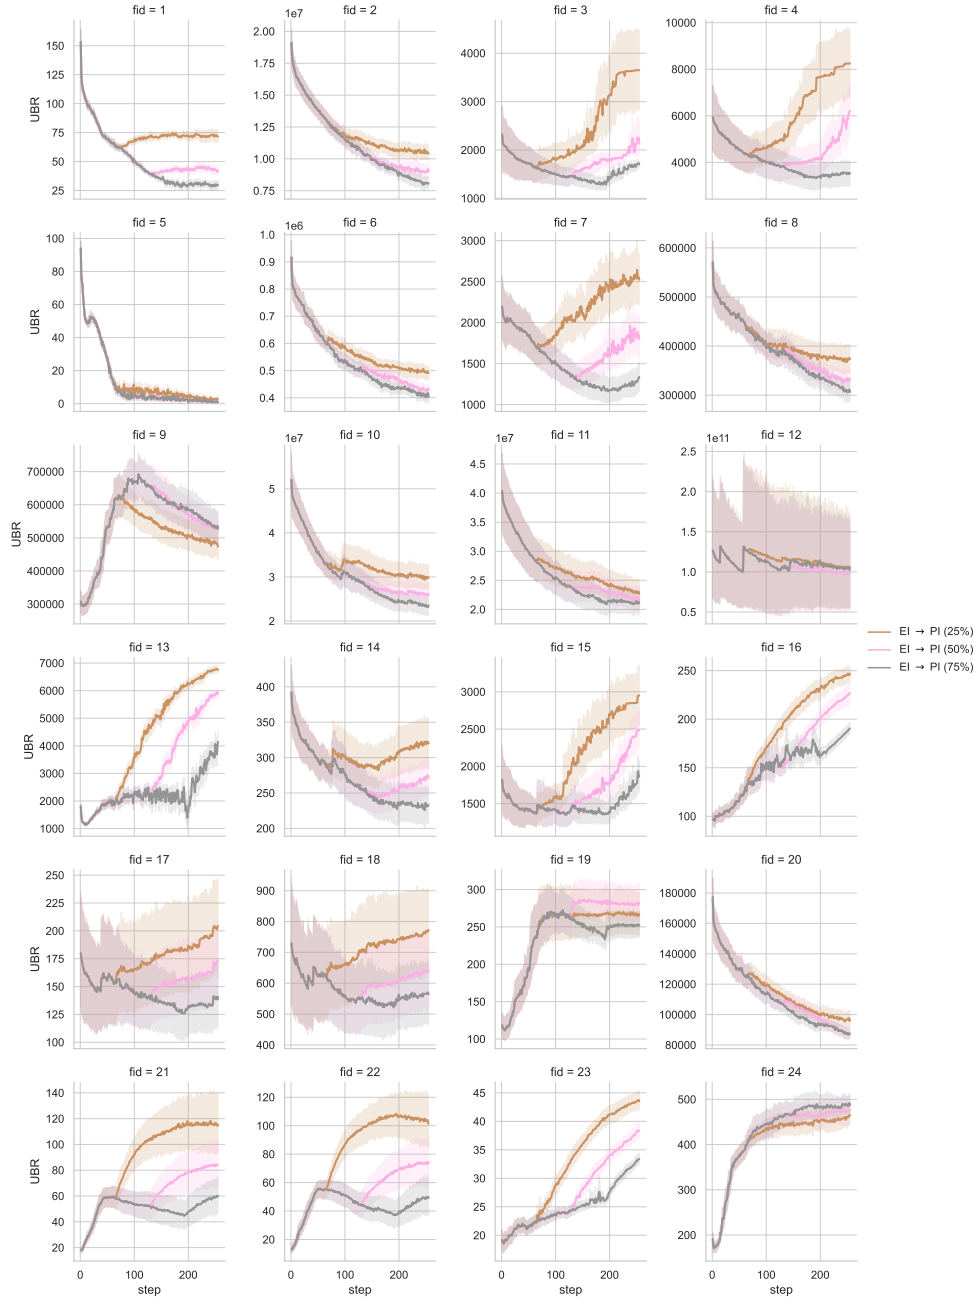 fid = 1
fid = 2
fid = 3
fid = 4
1e7
UBR
150
125
100
75
50
25
2.00
1.75
1.50
1.25
1.00
0.75
4000
3000
2000
1000
10000
8000
6000
4000
fid = 5
fid = 6
fid = 7
fid = 8
1e6
UBR
100
80
60
40
20
0
1.0
0.9
0.8
0.7
0.6
0.5
0.4
3000
2500
2000
1500
1000
600000
500000
400000
300000
fid = 9
fid = 10
fid = 11
fid = 12
1e7
1e7
1e11
UBR
700000
600000
500000
400000
300000
5
4
3
2
4.5
4.0
3.5
3.0
2.5
2.0
2.5
2.0
1.5
1.0
0.5
EI → PI (25%)
EI → PI (50%)
EI → PI (75%)
fid = 13
fid = 14
fid = 15
fid = 16
UBR
7000
6000
5000
4000
3000
2000
1000
400
350
300
250
200
3000
2500
2000
1500
250
200
150
100
fid = 17
fid = 18
fid = 19
fid = 20
UBR
250
225
200
175
150
125
100
900
800
700
600
500
400
300
250
200
150
100
180000
160000
140000
120000
100000
80000
fid = 21
fid = 22
fid = 23
fid = 24
UBR
140
120
100
80
60
40
20
120
100
80
60
40
20
45
40
35
30
25
20
500
400
300
200
0 100 200
0 100 200
0 100 200
0 100 200
step
step
step
step